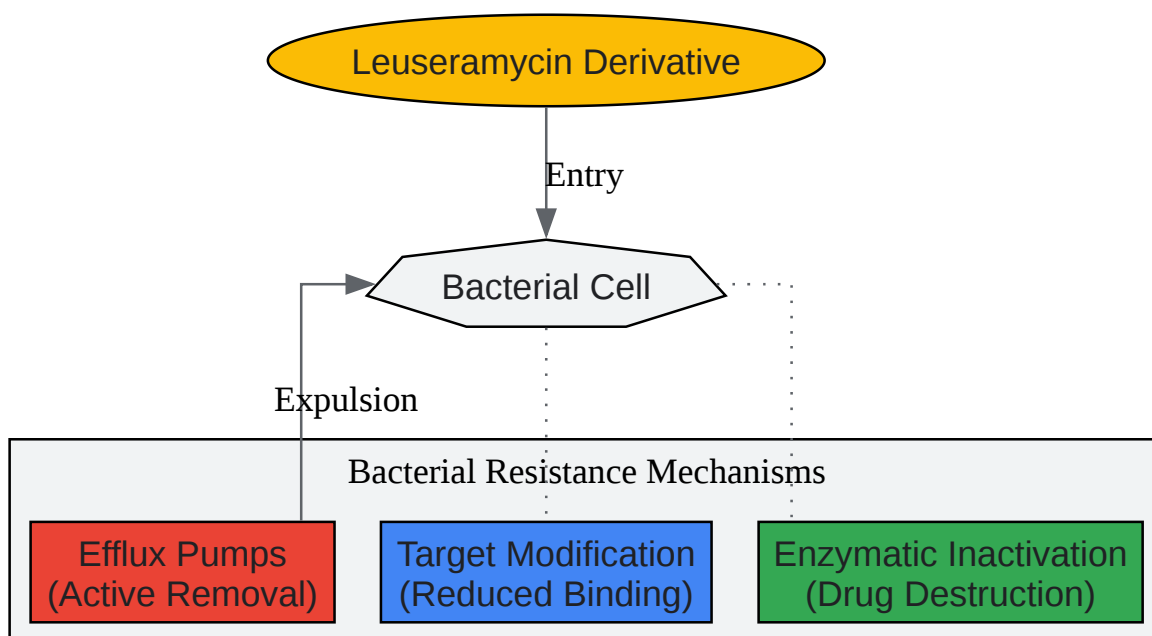 Leuseramycin Derivative
Entry
Bacterial Cell
Expulsion
Bacterial Resistance Mechanisms
Efflux Pumps
(Active Removal)
Target Modification
(Reduced Binding)
Enzymatic Inactivation
(Drug Destruction)